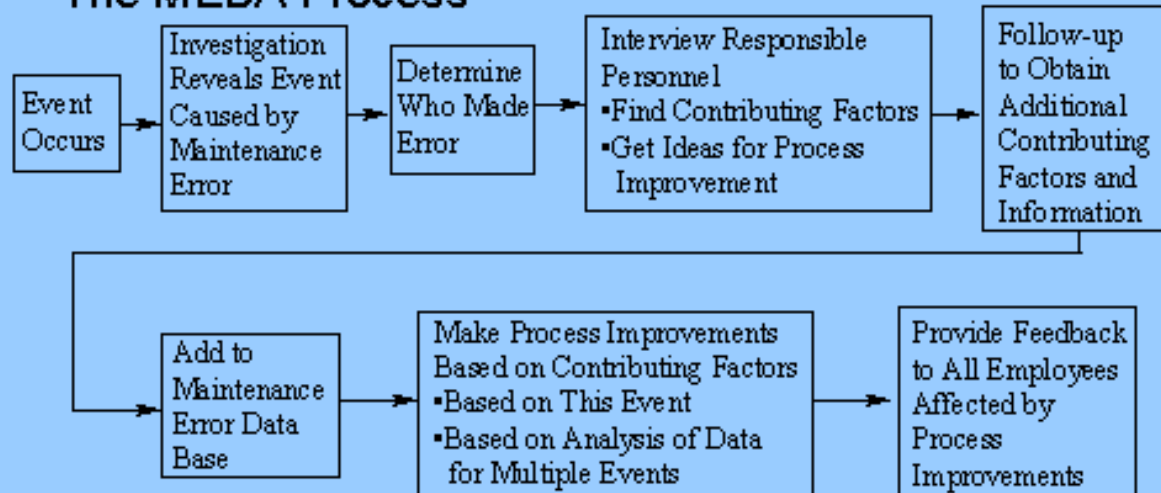 The MEDA Process
Event
Occurs
Investigation
Reveals Event
Caused by
Maintenance
Error
Determine
Who Made
Error
Interview Responsible
Personnel
▪Find Contributing Factors
▪Get Ideas for Process
Improvement
Follow-up
to Obtain
Additional
Contributing
Factors and
Information
Add to
Maintenance
Error Data
Base
Make Process Improvements
Based on Contributing Factors
▪Based on This Event
▪Based on Analysis of Data
for Multiple Events
Provide Feedback
to All Employees
Affected by
Process
Improvements